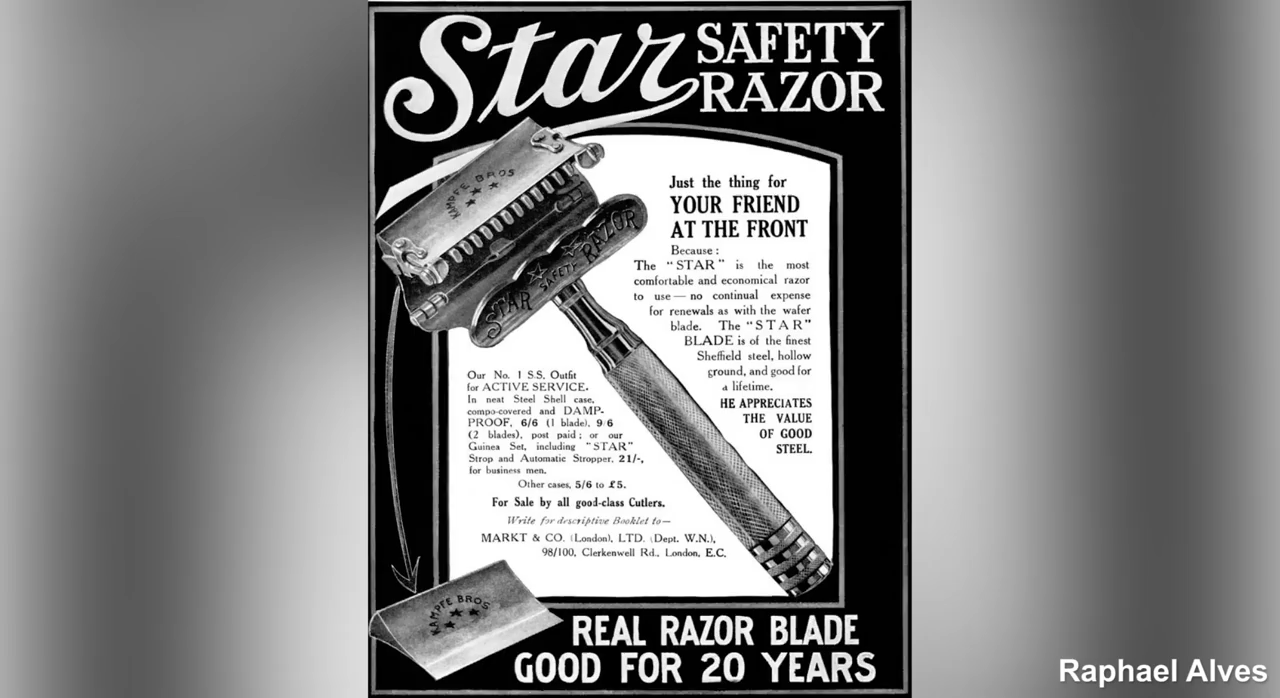 Star SAFETY
RAZOR
KAMPFE BROS
STAR SAFETY RAZOR
Just the thing for
YOUR FRIEND
AT THE FRONT
Because :
The "STAR" is the most
comfortable and economical razor
to use — no continual expense
for renewals as with the wafer
blade. The "STAR"
BLADE is of the finest
Sheffield steel, hollow
ground, and good for
a lifetime.
HE APPRECIATES
THE VALUE
OF GOOD
STEEL.
Our No. 1 S.S. Outfit
for ACTIVE SERVICE.
In neat Steel Shell case,
compo-covered and DAMP-
PROOF, 6/6 (1 blade), 9 6
(2 blades), post paid ; or our
Guinea Set, including "STAR"
Strop and Automatic Stropper, 21/-,
for business men.
Other cases, 5/6 to £5.
For Sale by all good-class Cutlers.
Write for descriptive Booklet to—
MARKT & CO. (London), LTD. (Dept. W.N.),
98/100, Clerkenwell Rd., London, E.C.
KAMPFE BROS
REAL RAZOR BLADE
GOOD FOR 20 YEARS
Raphael Alves